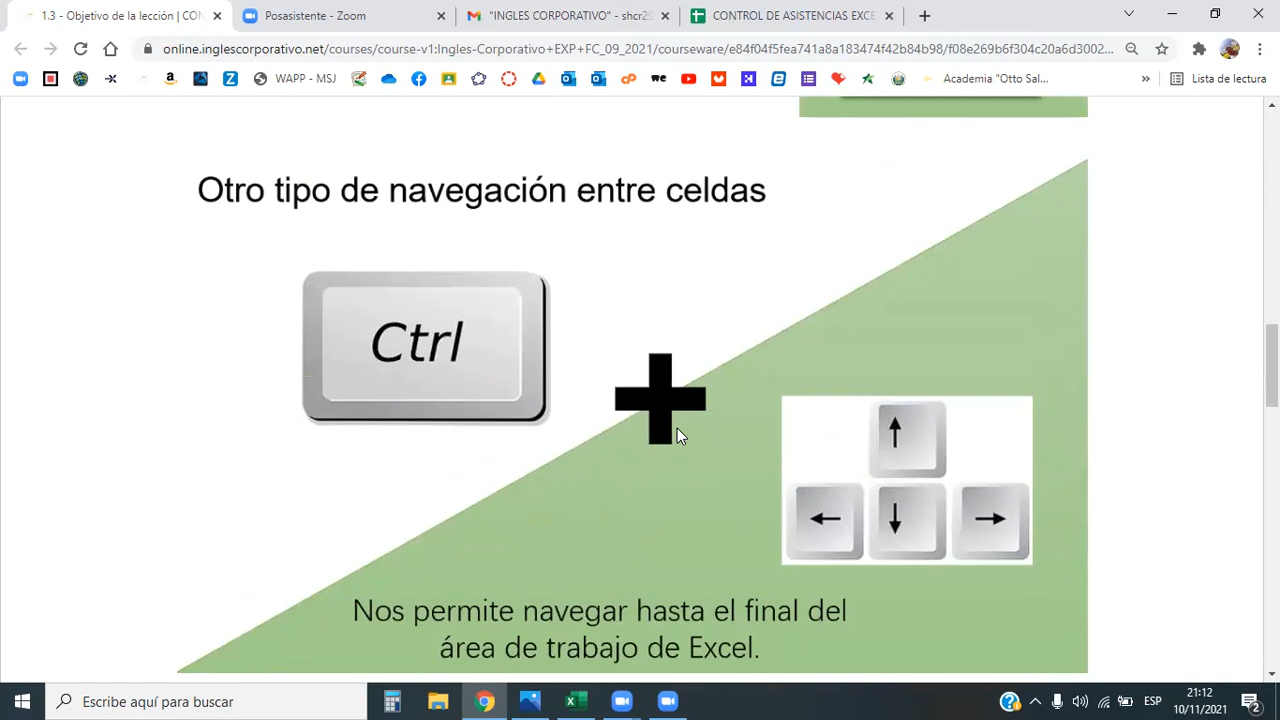 1.3 - Objetivo de la lección | CON
Posasistente - Zoom
"INGLES CORPORATIVO" - shcr25
CONTROL DE ASISTENCIAS EXCE
online.inglescorporativo.net/courses/course-v1:Ingles-Corporativo+EXP+FC_09_2021/courseware/e84f04f5fea741a8a183474f42b84b98/f08e269b6f304c20a6d3002...
WAPP - MSJ
we
Academia "Otto Sal...
»
Lista de lectura
Otro tipo de navegación entre celdas
Ctrl
Nos permite navegar hasta el final del
área de trabajo de Excel.
Escribe aquí para buscar
ESP
21:12
10/11/2021
2